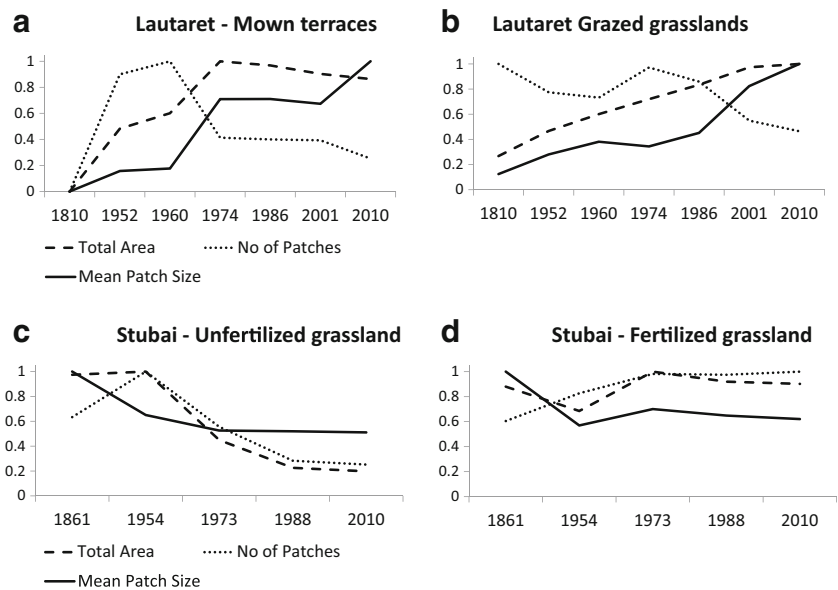 a Lautaret - Mown terraces
1
0.8
0.6
0.4
0.2
0
1810 1952 1960 1974 1986 2001 2010
Total Area No of Patches
Mean Patch Size
b Lautaret Grazed grasslands
1
0.8
0.6
0.4
0.2
0
1810 1952 1960 1974 1986 2001 2010
c Stubai - Unfertilized grassland
1
0.8
0.6
0.4
0.2
0
1861 1954 1973 1988 2010
Total Area No of Patches
Mean Patch Size
d Stubai - Fertilized grassland
1
0.8
0.6
0.4
0.2
0
1861 1954 1973 1988 2010